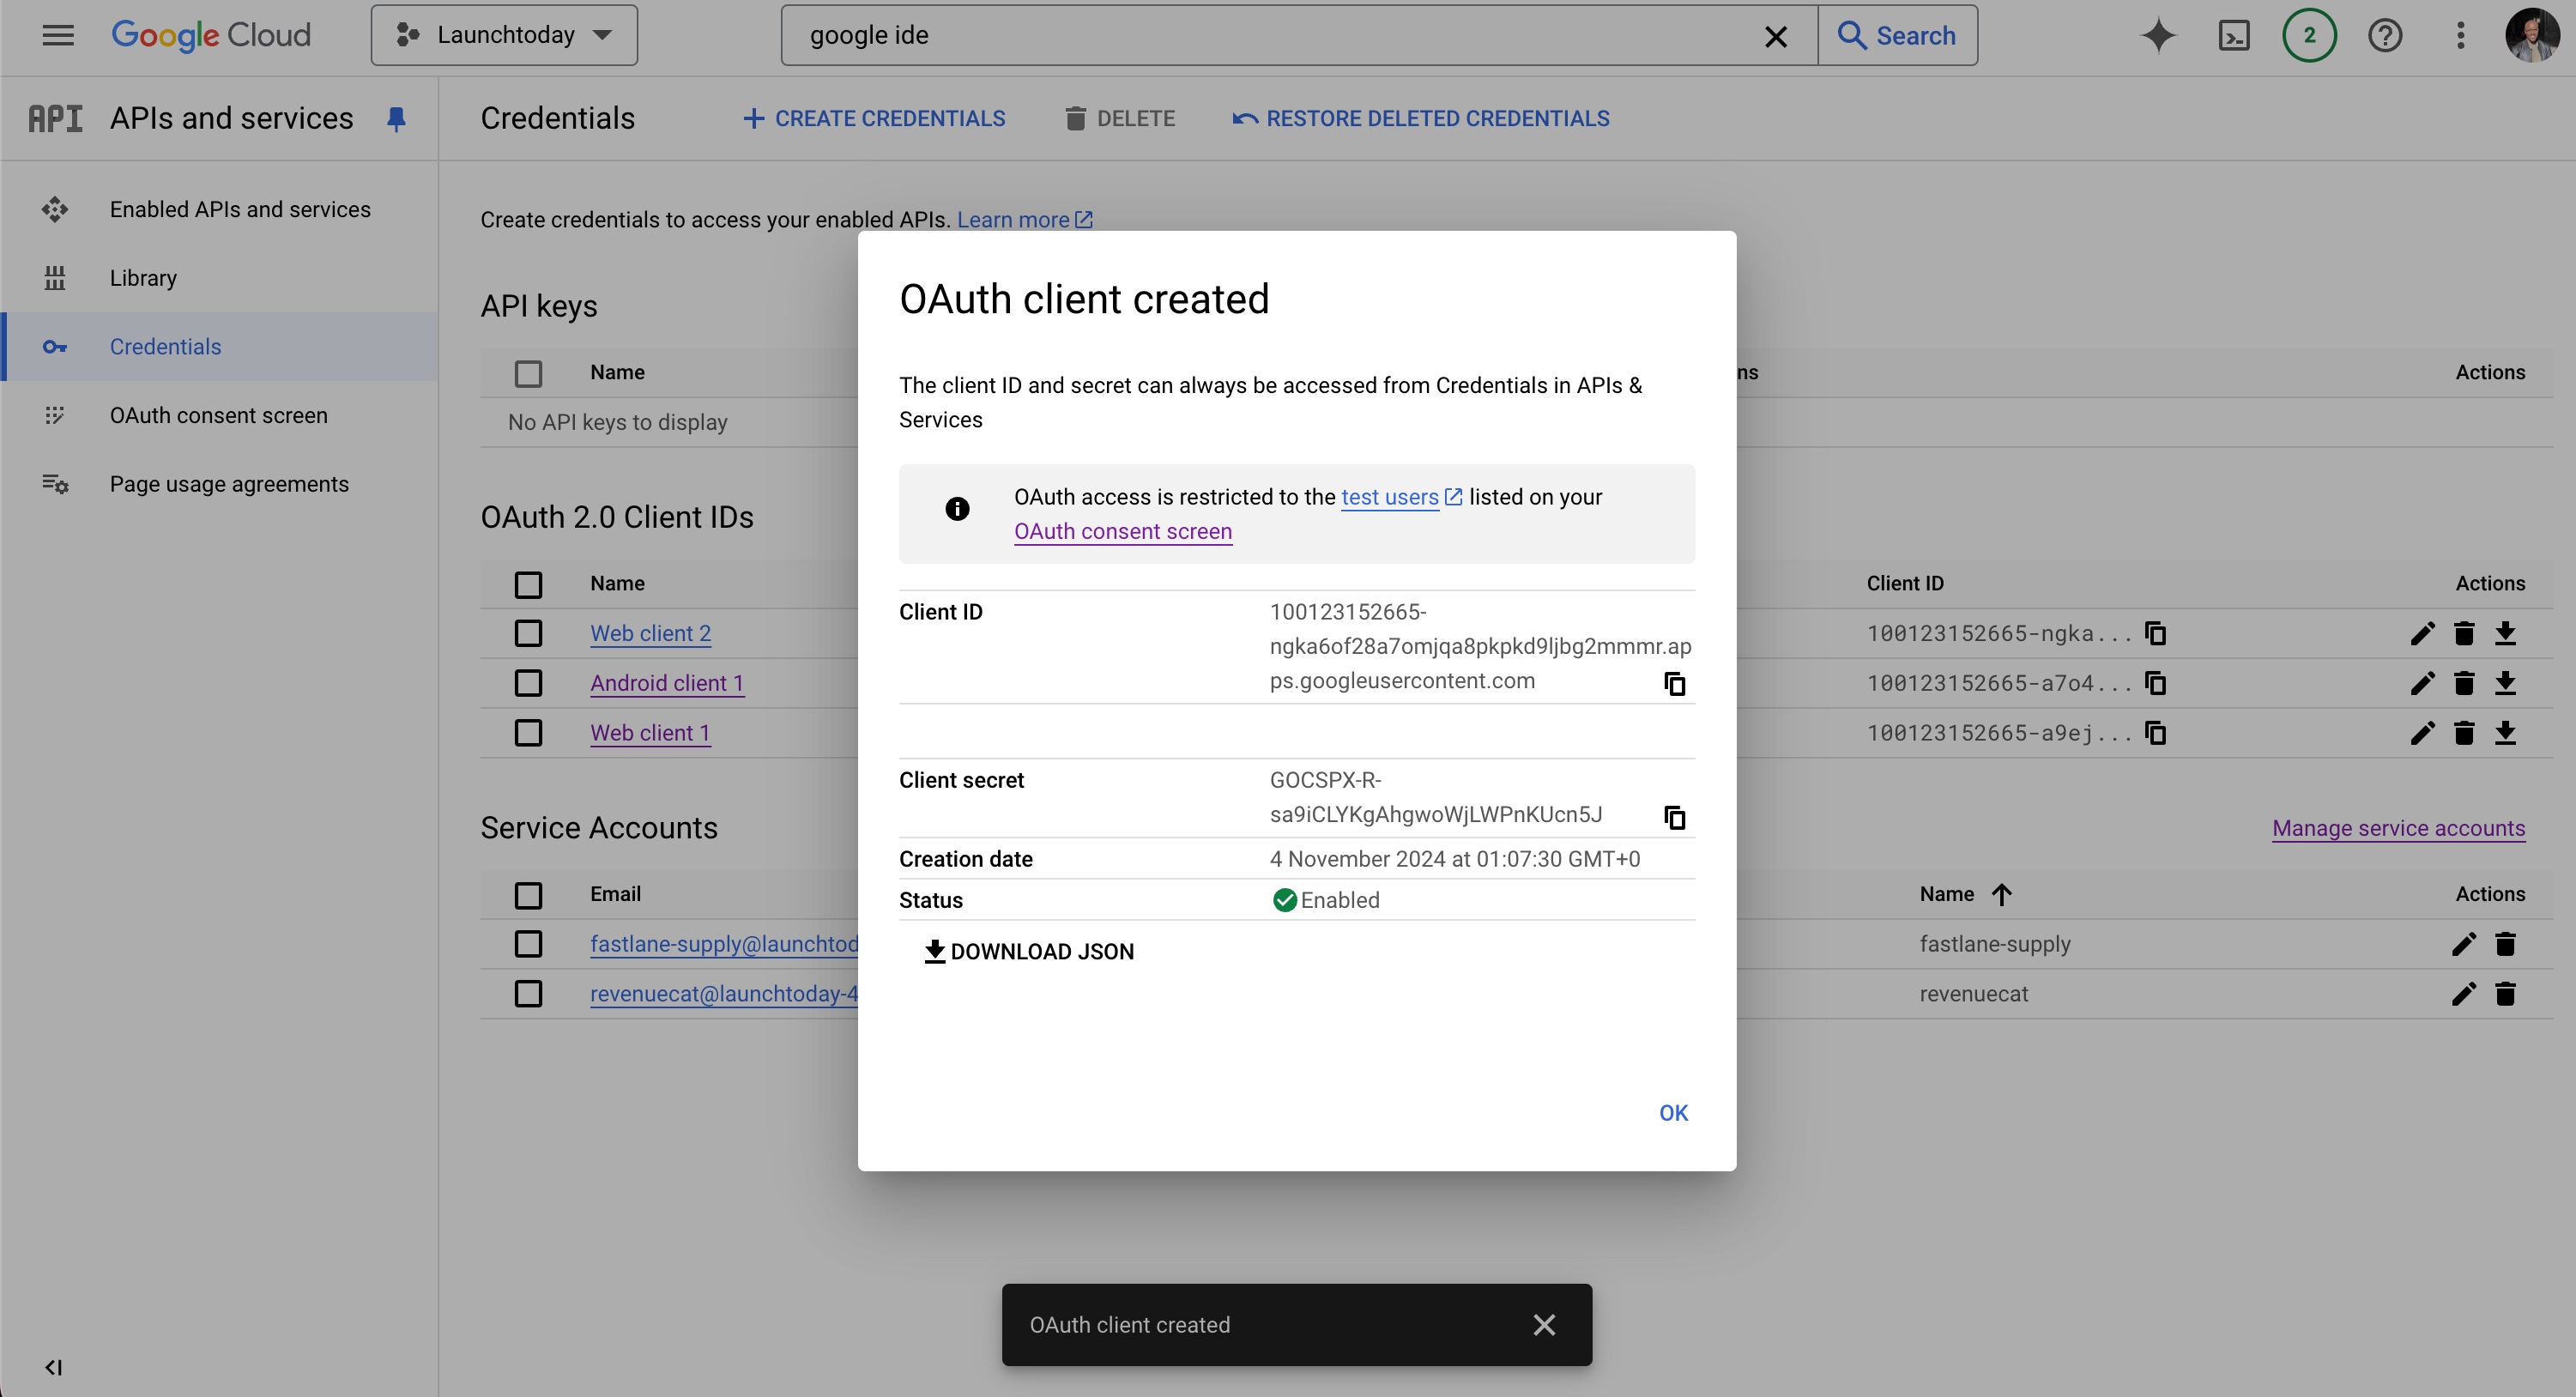 Google Cloud
Launchtoday
google ide
Search
2
API
APIs and services
Credentials
CREATE CREDENTIALS
DELETE
RESTORE DELETED CREDENTIALS
Enabled APIs and services
Library
Credentials
OAuth consent screen
Page usage agreements
Create credentials to access your enabled APIs. Learn more
API keys
Name
ns
Actions
No API keys to display
OAuth 2.0 Client IDs
Name
Client ID
Actions
Web client 2
100123152665-ngka...
Android client 1
100123152665-a7o4...
Web client 1
100123152665-a9ej...
Service Accounts
Manage service accounts
Email
Name
Actions
fastlane-supply@launchtod
fastlane-supply
revenuecat@launchtoday-4
revenuecat
OAuth client created
The client ID and secret can always be accessed from Credentials in APIs &
Services
OAuth access is restricted to the test users listed on your
OAuth consent screen
Client ID
100123152665-
ngka6of28a7omjqa8pkpkd9ljbg2mmmr.ap
ps.googleusercontent.com
Client secret
GOCSPX-R-
sa9iCLYKgAhgwoWjLWPnKUcn5J
Creation date
4 November 2024 at 01:07:30 GMT+0
Status
Enabled
DOWNLOAD JSON
OK
OAuth client created